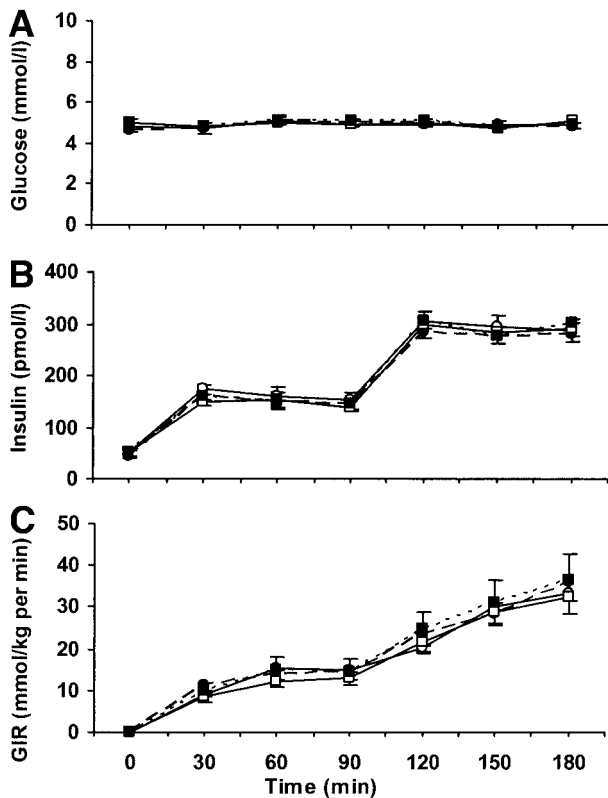 A
Glucose (mmol/l)
10
8
6
4
2
0
B
Insulin (pmol/l)
400
300
200
100
0
C
GIR (mmol/kg per min)
50
40
30
20
10
0
0 30 60 90 120 150 180
Time (min)